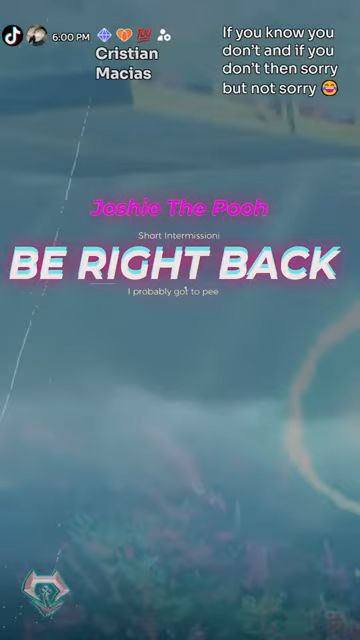 6:00 PM 💎 🧡 💯
Cristian
Macias
If you know you
don't and if you
don't then sorry
but not sorry 😂
Joshie The Pooh
Short Intermissioni
BE RIGHT BACK
I probably got to pee